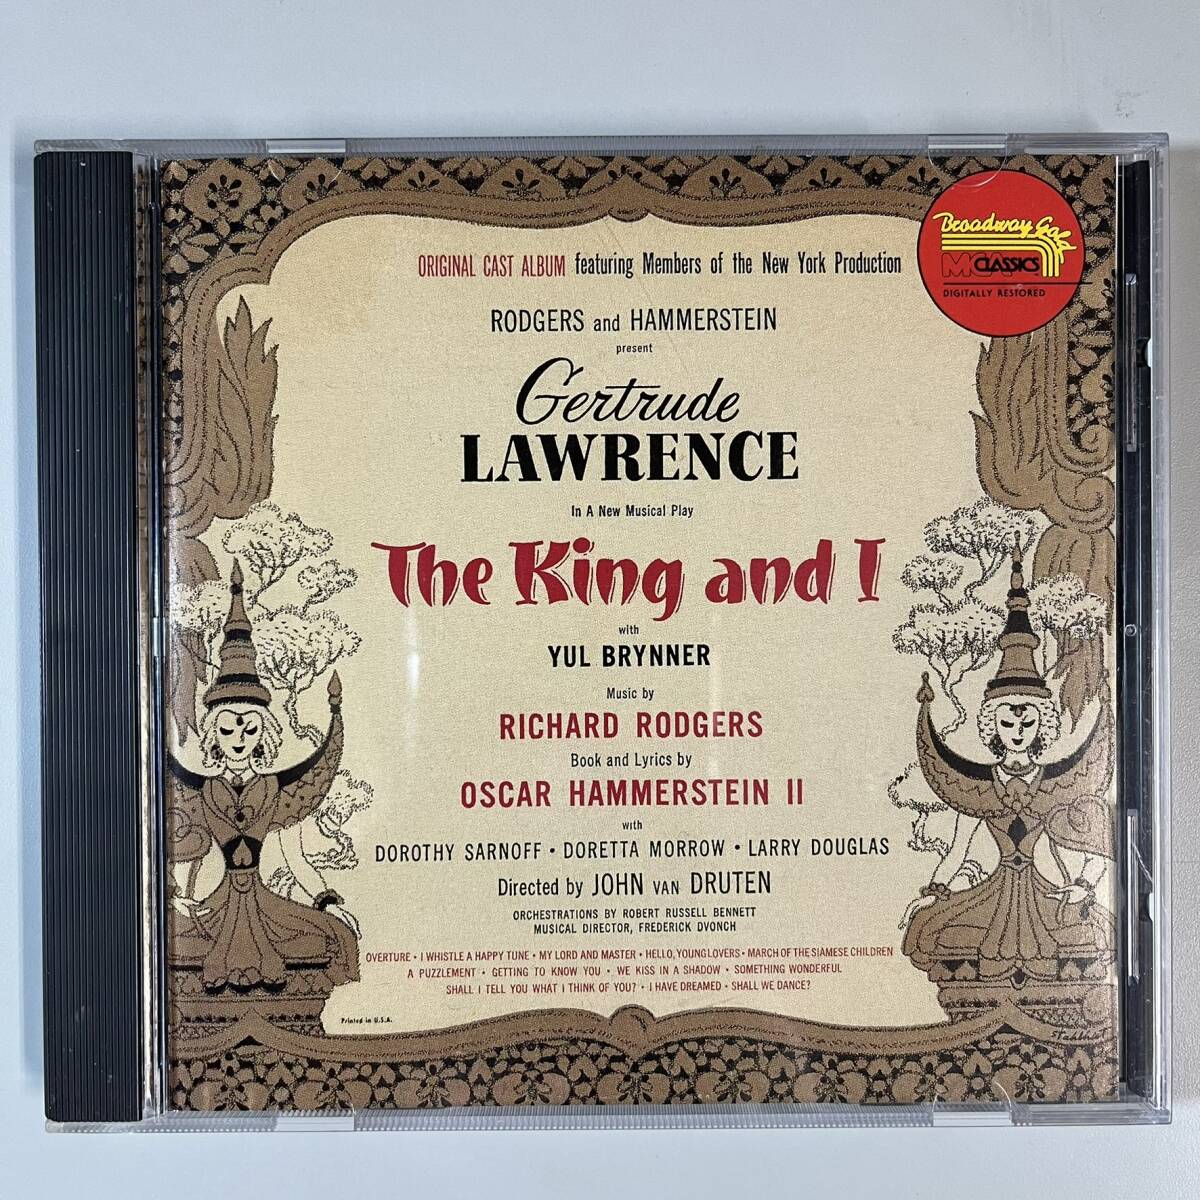 ORIGINAL CAST ALBUM featuring Members of the New York Production
Broadway Gold
MCA CLASSICS
DIGITALLY RESTORED
RODGERS and HAMMERSTEIN
present
Gertrude
LAWRENCE
In A New Musical Play
The King and I
with
YUL BRYNNER
Music by
RICHARD RODGERS
Book and Lyrics by
OSCAR HAMMERSTEIN II
with
DOROTHY SARNOFF • DORETTA MORROW • LARRY DOUGLAS
Directed by JOHN VAN DRUTEN
ORCHESTRATIONS BY ROBERT RUSSELL BENNETT
MUSICAL DIRECTOR, FREDERICK DVONCH
OVERTURE • I WHISTLE A HAPPY TUNE • MY LORD AND MASTER • HELLO, YOUNG LOVERS • MARCH OF THE SIAMESE CHILDREN
A PUZZLEMENT • GETTING TO KNOW YOU • WE KISS IN A SHADOW • SOMETHING WONDERFUL
SHALL I TELL YOU WHAT I THINK OF YOU? • I HAVE DREAMED • SHALL WE DANCE?
Printed in U.S.A.